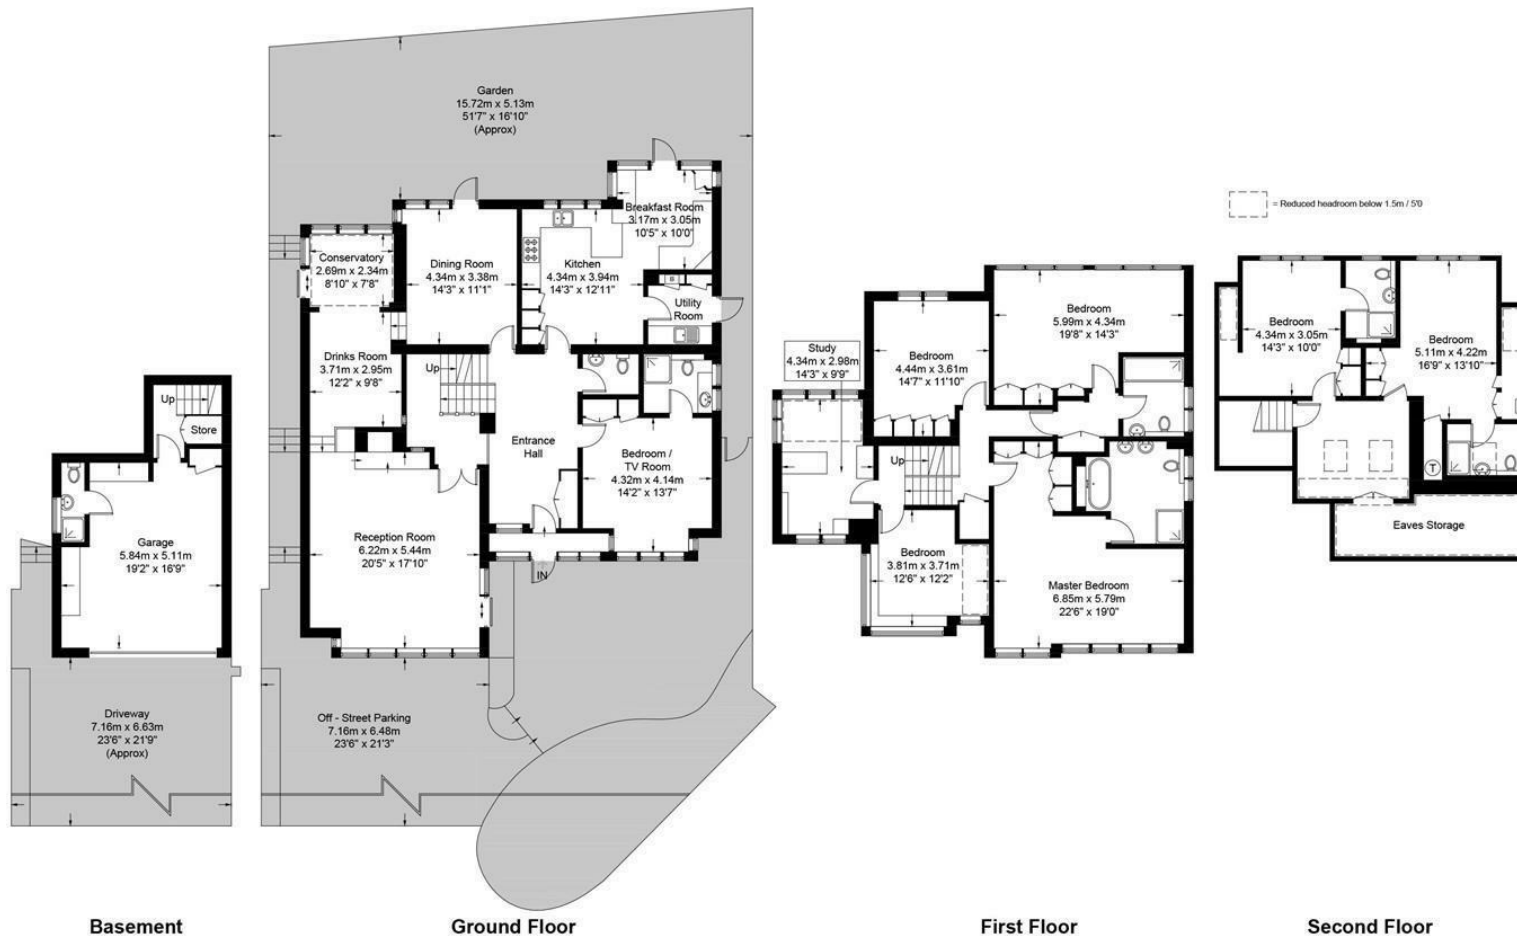 Garden
15.72m x 5.13m
51'7" x 16'10"
(Approx)
Breakfast Room
3.17m x 3.05m
10'5" x 10'0"
Conservatory
2.69m x 2.34m
8'10" x 7'8"
Dining Room
4.34m x 3.38m
14'3" x 11'1"
Kitchen
4.34m x 3.94m
14'3" x 12'11"
Utility
Room
Drinks Room
3.71m x 2.95m
12'2" x 9'8"
Up
Entrance
Hall
Bedroom /
TV Room
4.32m x 4.14m
14'2" x 13'7"
Reception Room
6.22m x 5.44m
20'5" x 17'10"
IN
Off - Street Parking
7.16m x 6.48m
23'6" x 21'3"
Ground Floor
Up
Store
Garage
5.84m x 5.11m
19'2" x 16'9"
Driveway
7.16m x 6.63m
23'6" x 21'9"
(Approx)
Basement
Study
4.34m x 2.98m
14'3" x 9'9"
Bedroom
4.44m x 3.61m
14'7" x 11'10"
Bedroom
5.99m x 4.34m
19'8" x 14'3"
Up
Bedroom
3.81m x 3.71m
12'6" x 12'2"
Master Bedroom
6.85m x 5.79m
22'6" x 19'0"
First Floor
= Reduced headroom below 1.5m / 5'0
Bedroom
4.34m x 3.05m
14'3" x 10'0"
Bedroom
5.11m x 4.22m
16'9" x 13'10"
T
Eaves Storage
Second Floor